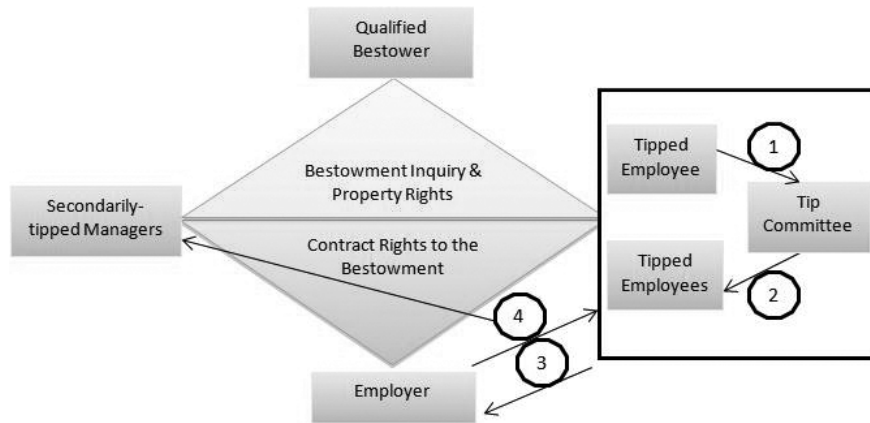 Qualified
Bestower
Bestowment Inquiry &
Property Rights
Secondarily-
tipped Managers
Contract Rights to the
Bestowment
Employer
Tipped
Employee
1
Tip
Committee
Tipped
Employees
2
4
3